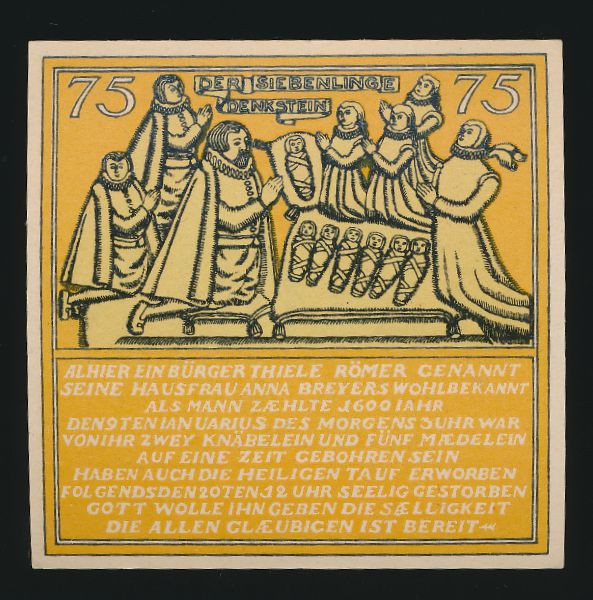 75 DER SIEBENLINGE 75
DENKSTEIN
ALHIER EIN BÜRGER THIELE RÖMER GENANNT
SEINE HAUSFRAU ANNA BREYERS WOHLBEKANNT
ALS MANN ZÆHLTE 1600 IAHR
DEN 9TEN IANUARIUS DES MORGENS 3 UHR WAR
VON IHR ZWEY KNÄBELEIN UND FÜNF MÆDELEIN
AUF EINE ZEIT GEBOHREN SEIN
HABEN AUCH DIE HEILIGEN TAUF ERWORBEN
FOLGENDS DEN 20TEN 12 UHR SEELIG GESTORBEN
GOTT WOLLE IHN GEBEN DIE SÆLLIGKEIT
DIE ALLEN GLÆUBIGEN IST BEREIT